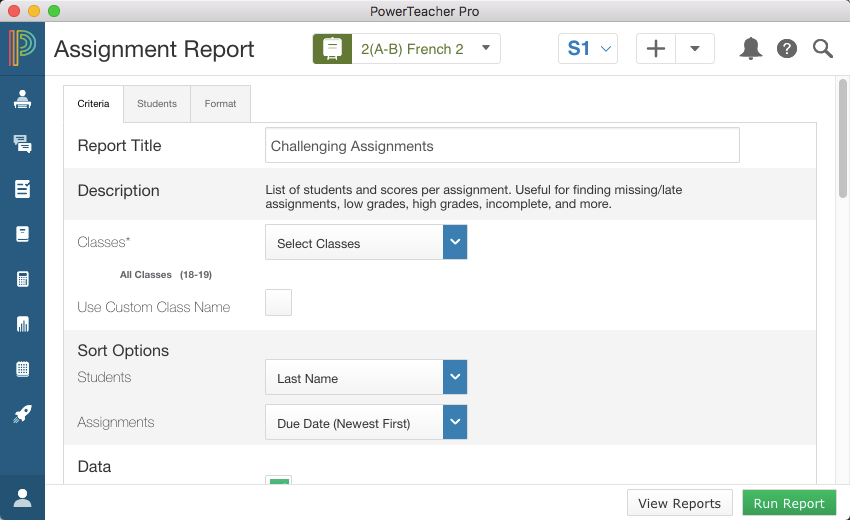 PowerTeacher Pro
Assignment Report
2(A-B) French 2
S1
Criteria
Students
Format
Report Title
Challenging Assignments
Description
List of students and scores per assignment. Useful for finding missing/late
assignments, low grades, high grades, incomplete, and more.
Classes*
Select Classes
All Classes (18-19)
Use Custom Class Name
Sort Options
Students
Last Name
Assignments
Due Date (Newest First)
Data
View Reports
Run Report